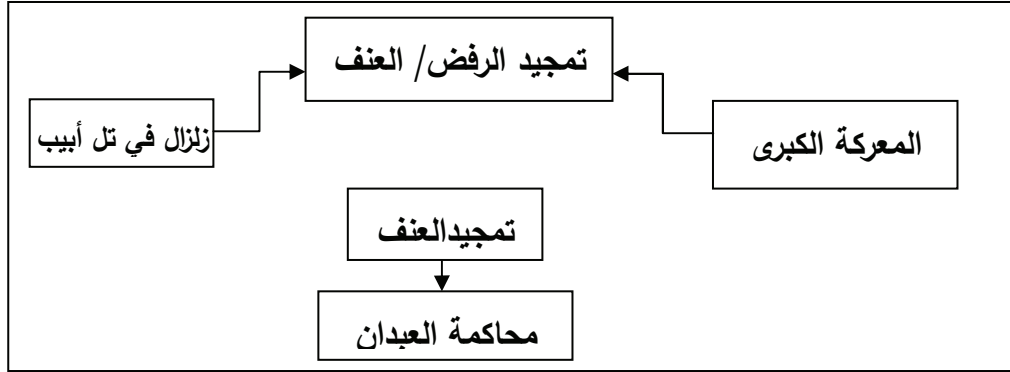 تمجيد الرفض/ العنف
المعركة الكبرى
زلزال في تل أبيب
تمجيدالعنف
محاكمة العبدان